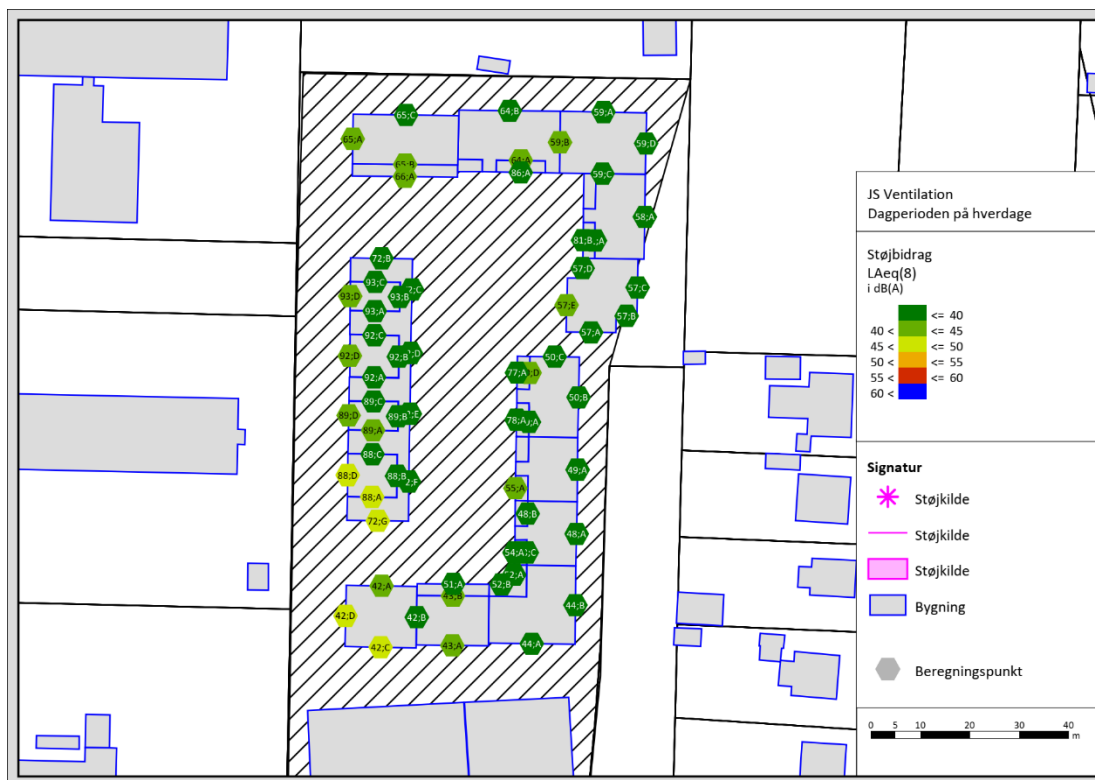 65;C
64;B
59;A
65;A
59;B
59;D
65;B
64;A
66;A
86;A
59;C
58;A
81;B
;A
72;B
57;D
93;C
57;C
93;D
93;B
2;C
57;E
93;A
57;B
92;C
57;A
92;D
92;B
;D
50;C
92;A
77;A
;D
89;C
50;B
89;D
89;B
;E
78;A
;A
89;A
88;C
49;A
88;D
88;B
2;F
55;A
88;A
72;G
48;B
48;A
54;A
;C
2;A
42;A
51;A
52;B
44;B
42;D
42;B
42;C
43;A
44;A
JS Ventilation
Dagperioden på hverdage
Støjbidrag
LAeq(8)
i dB(A)
<= 40
40 < <= 45
45 < <= 50
50 < <= 55
55 < <= 60
60 <
Signatur
Støjkilde
Støjkilde
Støjkilde
Bygning
Beregningspunkt
0 5 10 20 30 40
m